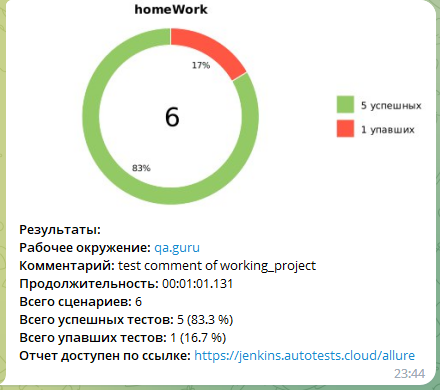 homeWork
17%
6
83%
5 успешных
1 упавших
Результаты:
Рабочее окружение: qa.guru
Комментарий: test comment of working_project
Продолжительность: 00:01:01.131
Всего сценариев: 6
Всего успешных тестов: 5 (83.3 %)
Всего упавших тестов: 1 (16.7 %)
Отчет доступен по ссылке: https://jenkins.autotests.cloud/allure
23:44